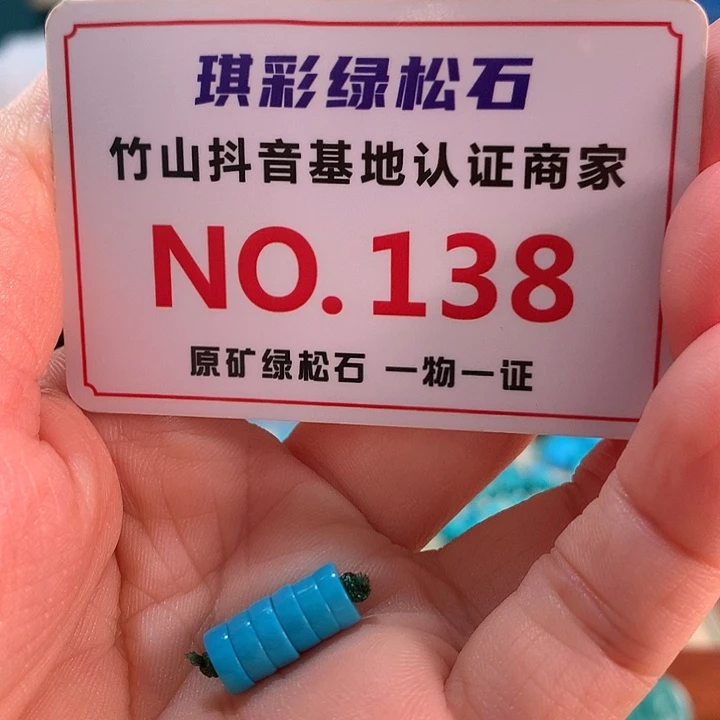 琪彩绿松石
竹山抖音基地认证商家
NO.138
原矿绿松石 一物一证